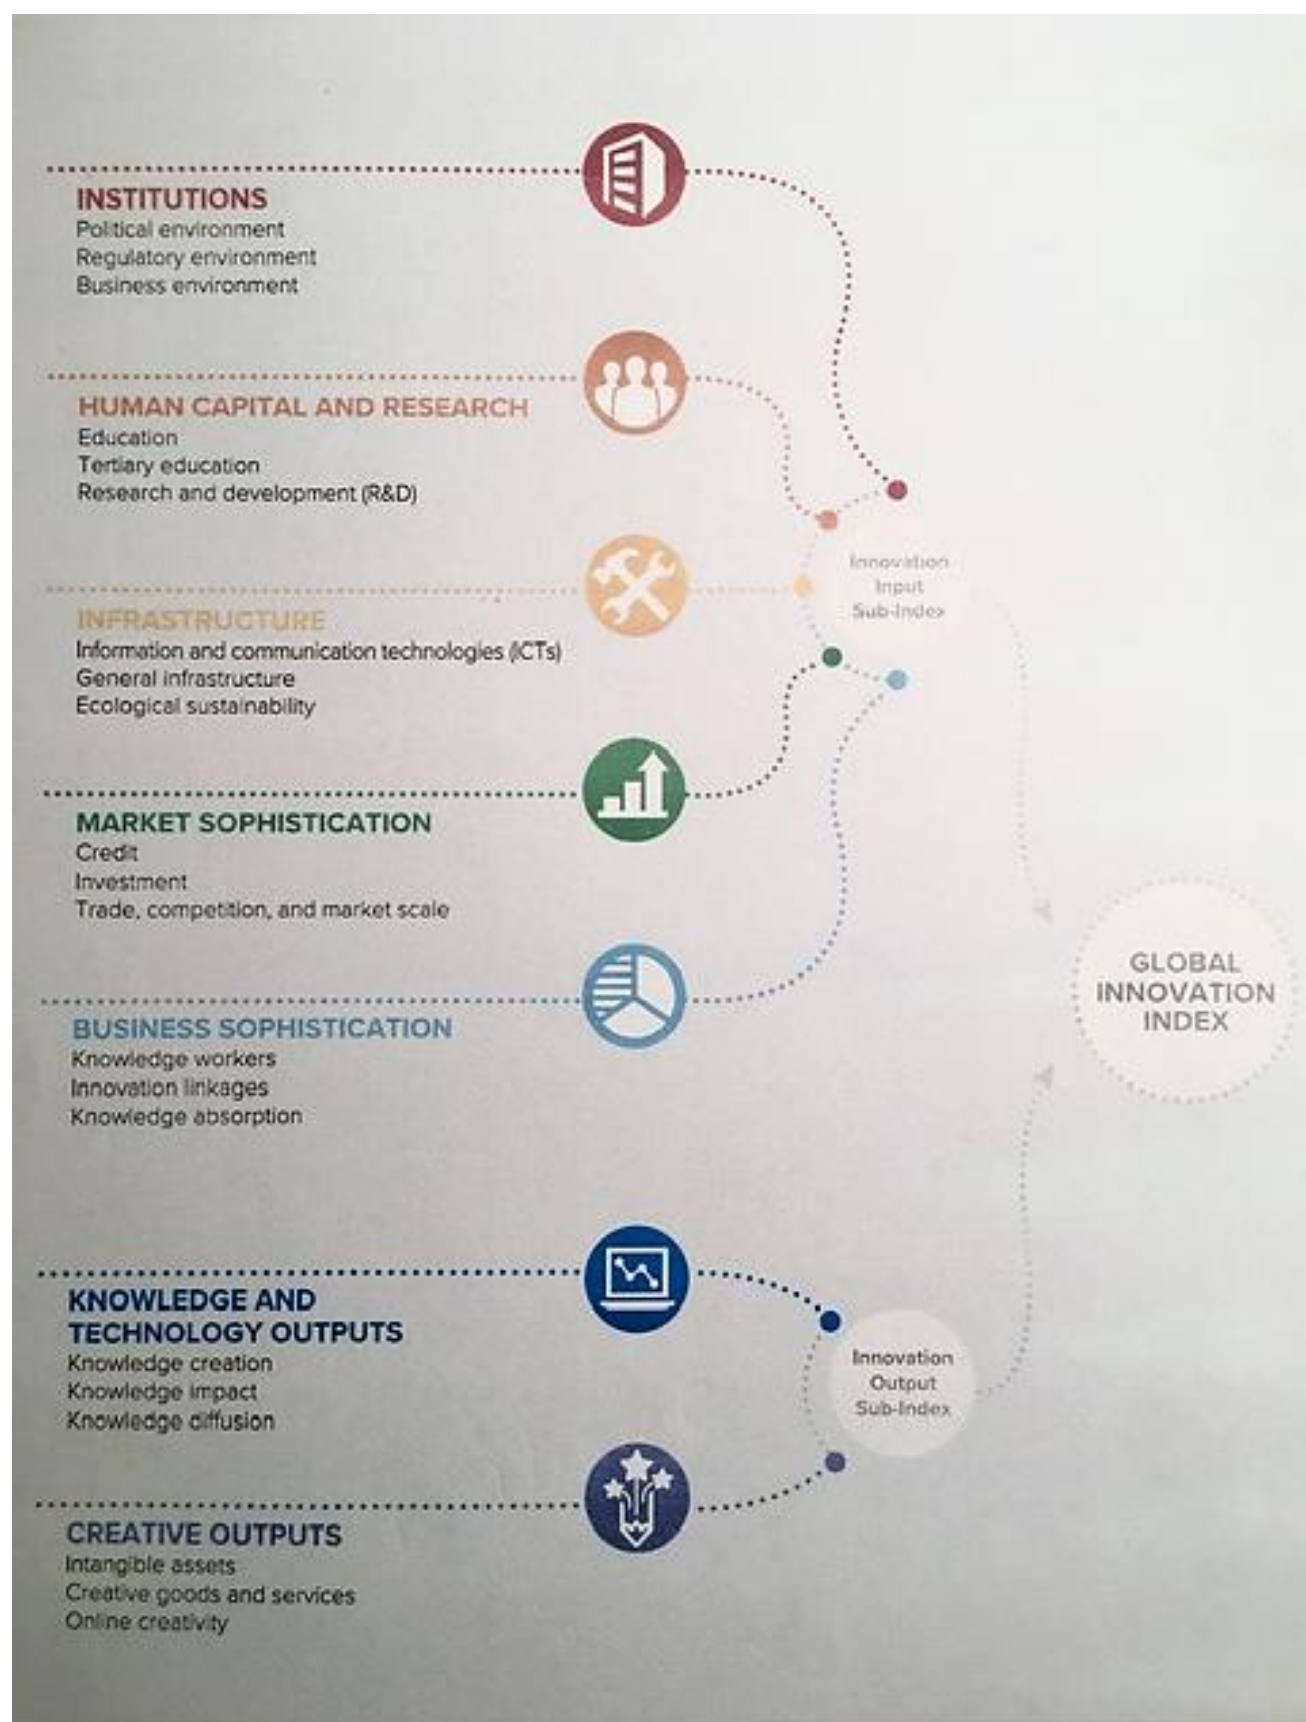 INSTITUTIONS
Political environment
Regulatory environment
Business environment
HUMAN CAPITAL AND RESEARCH
Education
Tertiary education
Research and development (R&D)
INFRASTRUCTURE
Information and communication technologies (ICTs)
General infrastructure
Ecological sustainability
MARKET SOPHISTICATION
Credit
Investment
Trade, competition, and market scale
BUSINESS SOPHISTICATION
Knowledge workers
Innovation linkages
Knowledge absorption
Innovation
Input
Sub-Index
GLOBAL
INNOVATION
INDEX
KNOWLEDGE AND
TECHNOLOGY OUTPUTS
Knowledge creation
Knowledge impact
Knowledge diffusion
CREATIVE OUTPUTS
Intangible assets
Creative goods and services
Online creativity
Innovation
Output
Sub-Index